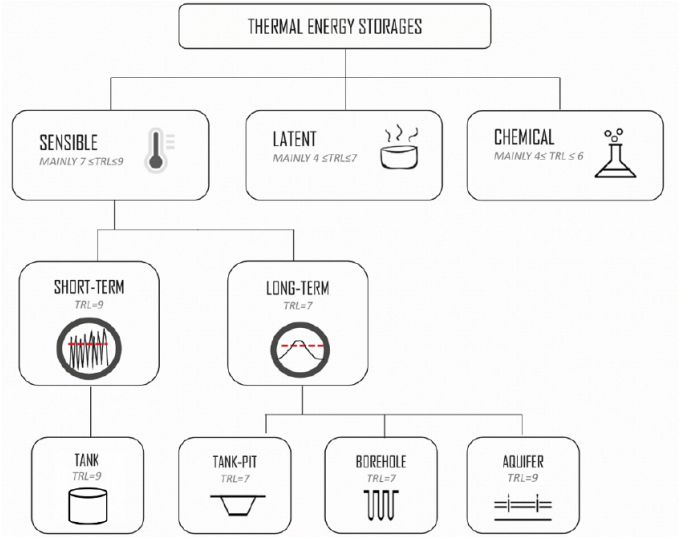 THERMAL ENERGY STORAGES
SENSIBLE
MAINLY 7 ≤TRL≤9
LATENT
MAINLY 4 ≤TRL≤7
CHEMICAL
MAINLY 4≤ TRL ≤ 6
SHORT-TERM
TRL=9
LONG-TERM
TRL=7
TANK
TRL=9
TANK-PIT
TRL=7
BOREHOLE
TRL=7
AQUIFER
TRL=9